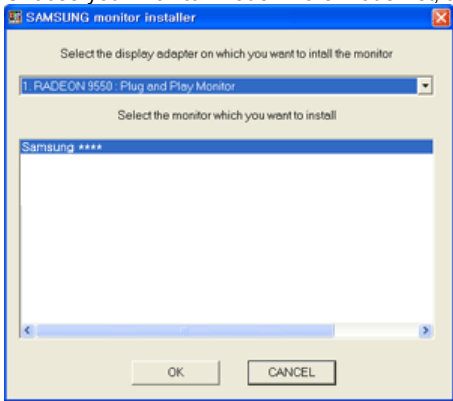 SAMSUNG monitor installer
Select the display adapter on which you want to intall the monitor
1. RADEON 9550 : Plug and Play Monitor
Select the monitor which you want to install
Samsung ****
OK CANCEL